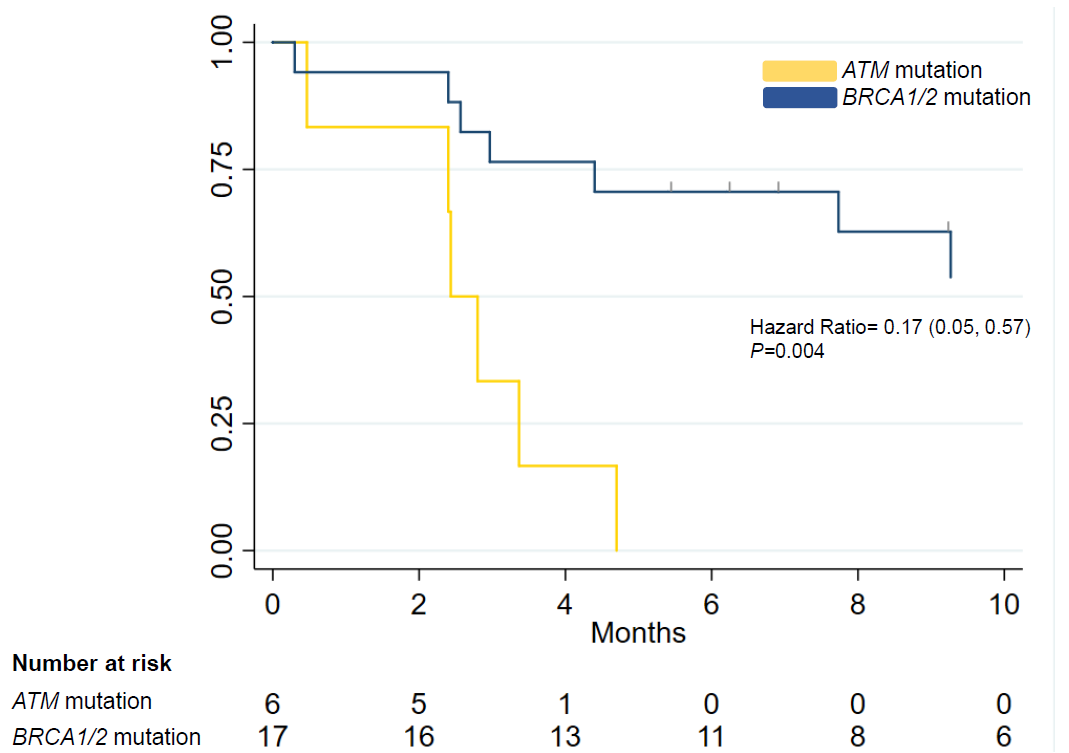 1.00
0.75
0.50
0.25
0.00
ATM mutation
BRCA1/2 mutation
Hazard Ratio= 0.17 (0.05, 0.57)
P=0.004
0 2 4 6 8 10
Months
Number at risk
ATM mutation 6 5 1 0 0 0
BRCA1/2 mutation 17 16 13 11 8 6